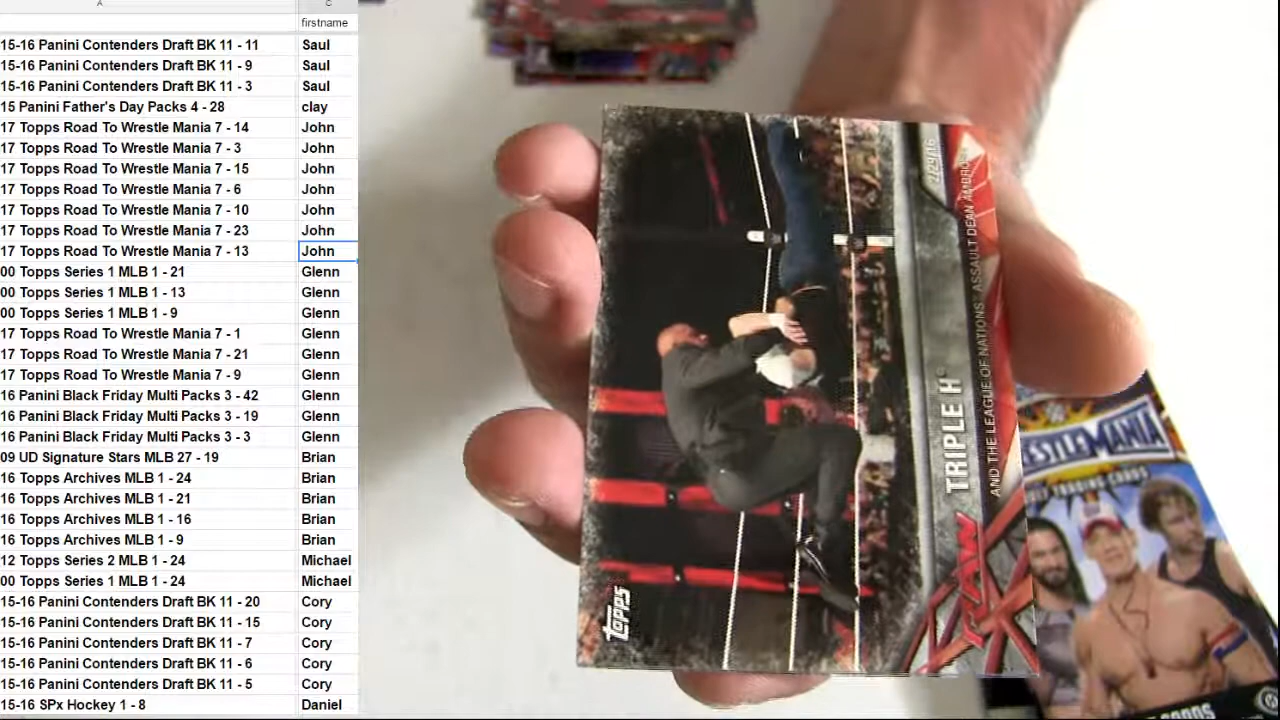 A C
firstname
15-16 Panini Contenders Draft BK 11 - 11 Saul
15-16 Panini Contenders Draft BK 11 - 9 Saul
15-16 Panini Contenders Draft BK 11 - 3 Saul
15 Panini Father's Day Packs 4 - 28 clay
17 Topps Road To Wrestle Mania 7 - 14 John
17 Topps Road To Wrestle Mania 7 - 3 John
17 Topps Road To Wrestle Mania 7 - 15 John
17 Topps Road To Wrestle Mania 7 - 6 John
17 Topps Road To Wrestle Mania 7 - 10 John
17 Topps Road To Wrestle Mania 7 - 23 John
17 Topps Road To Wrestle Mania 7 - 13 John
00 Topps Series 1 MLB 1 - 21 Glenn
00 Topps Series 1 MLB 1 - 13 Glenn
00 Topps Series 1 MLB 1 - 9 Glenn
17 Topps Road To Wrestle Mania 7 - 1 Glenn
17 Topps Road To Wrestle Mania 7 - 21 Glenn
17 Topps Road To Wrestle Mania 7 - 9 Glenn
16 Panini Black Friday Multi Packs 3 - 42 Glenn
16 Panini Black Friday Multi Packs 3 - 19 Glenn
16 Panini Black Friday Multi Packs 3 - 3 Glenn
09 UD Signature Stars MLB 27 - 19 Brian
16 Topps Archives MLB 1 - 24 Brian
16 Topps Archives MLB 1 - 21 Brian
16 Topps Archives MLB 1 - 16 Brian
16 Topps Archives MLB 1 - 9 Brian
12 Topps Series 2 MLB 1 - 24 Michael
00 Topps Series 1 MLB 1 - 24 Michael
15-16 Panini Contenders Draft BK 11 - 20 Cory
15-16 Panini Contenders Draft BK 11 - 15 Cory
15-16 Panini Contenders Draft BK 11 - 7 Cory
15-16 Panini Contenders Draft BK 11 - 6 Cory
15-16 Panini Contenders Draft BK 11 - 5 Cory
15-16 SPx Hockey 1 - 8 Daniel
Topps
RAW
TRIPLE H
AND THE LEAGUE OF NATIONS ASSAULT DEAN AMBROSE
2/29/16
WRESTLEMANIA
TRADING CARDS
CARDS